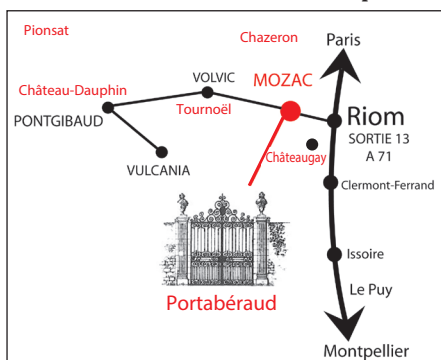 Pionsat
Chazeron
Paris
VOLVIC
MOZAC
Château-Dauphin
Tournoël
PONTGIBAUD
Riom
SORTIE 13
A 71
Châteaugay
VULCANIA
Clermont-Ferrand
Issoire
Le Puy
Portabéraud
Montpellier